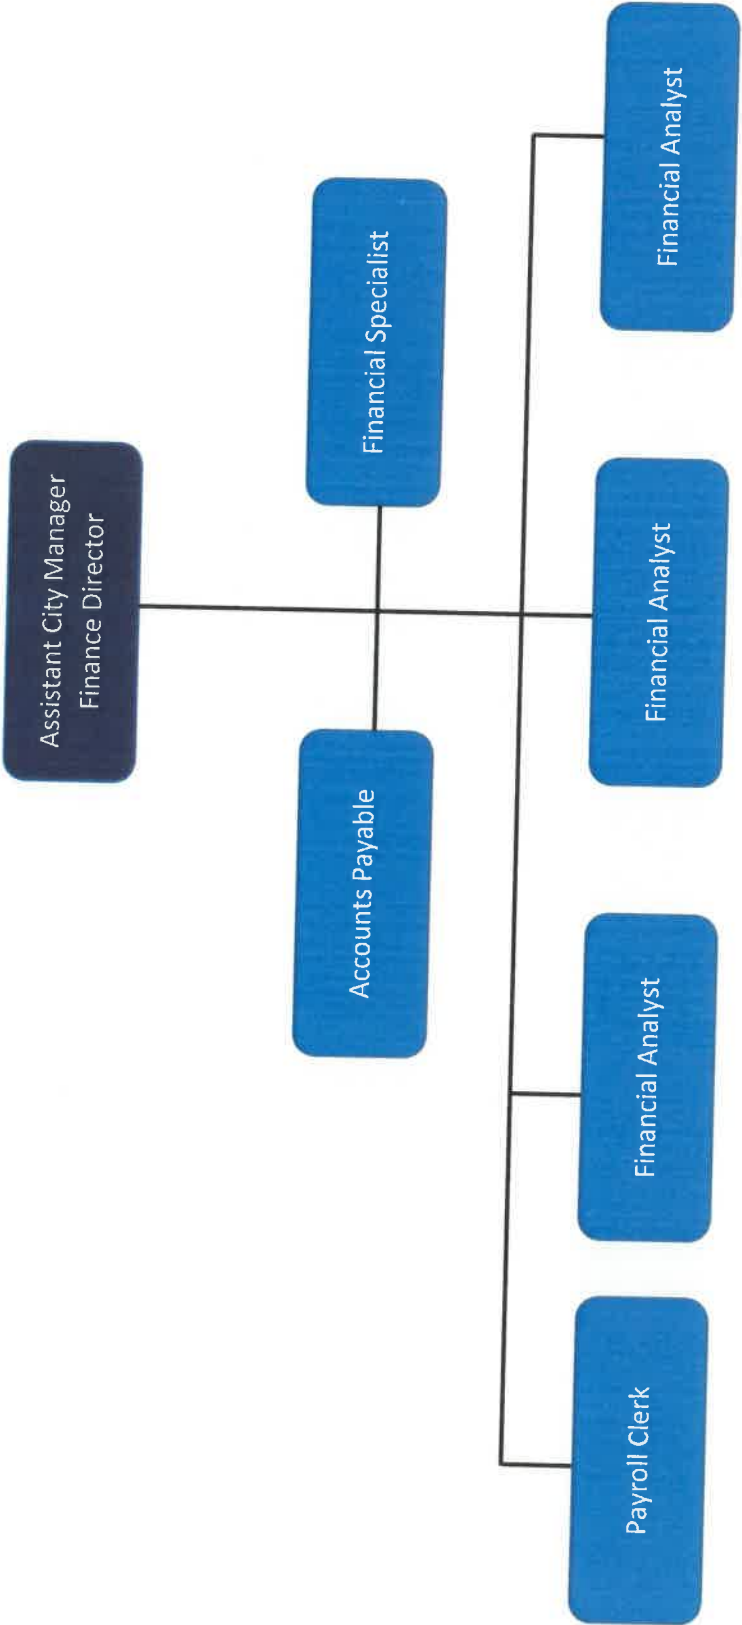 Assistant City Manager
Finance Director
Accounts Payable
Financial Specialist
Payroll Clerk
Financial Analyst
Financial Analyst
Financial Analyst